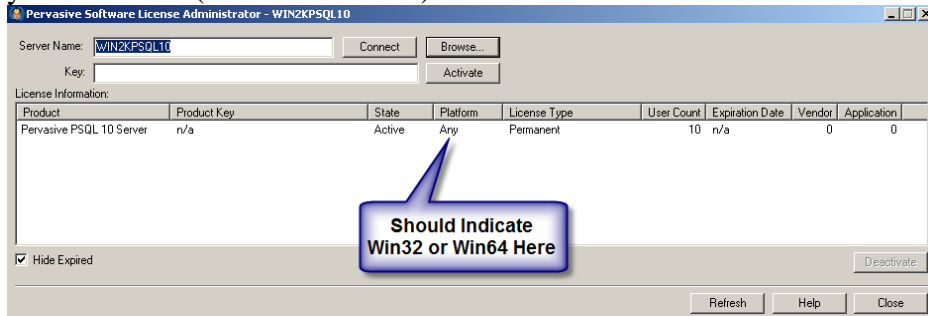 Pervasive Software License Administrator - WIN2KPSQL10
Server Name: WIN2KPSQL10 Connect Browse...
Key: Activate
License Information:
Product Product Key State Platform License Type User Count Expiration Date Vendor Application
Pervasive PSQL 10 Server n/a Active Any Permanent 10 n/a 0 0
Should Indicate
Win32 or Win64 Here
Hide Expired Deactivate
Refresh Help Close